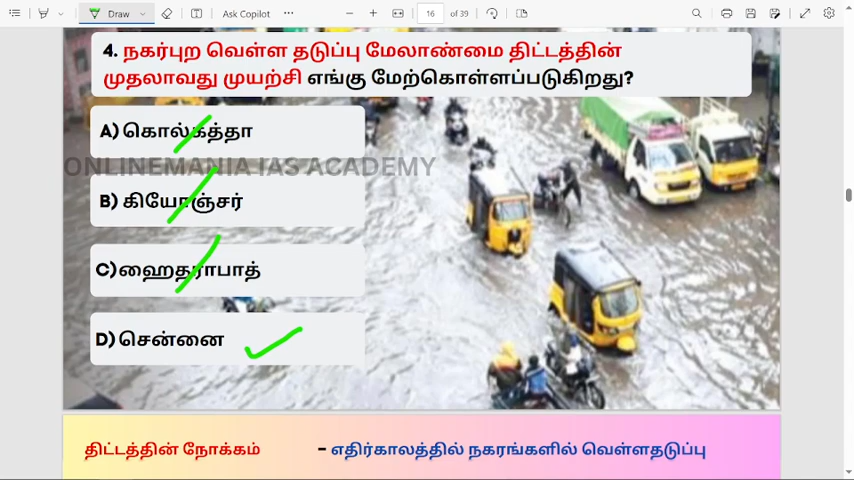 Draw
Ask Copilot
16 of 39
4. நகர்புற வெள்ள தடுப்பு மேலாண்மை திட்டத்தின்
முதலாவது முயற்சி எங்கு மேற்கொள்ளப்படுகிறது?
A) கொல்கத்தா
ONLINEMANIA IAS ACADEMY
B) கியோஞ்சர்
C) ஹைதராபாத்
D) சென்னை
திட்டத்தின் நோக்கம் – எதிர்காலத்தில் நகரங்களில் வெள்ளதடுப்பு